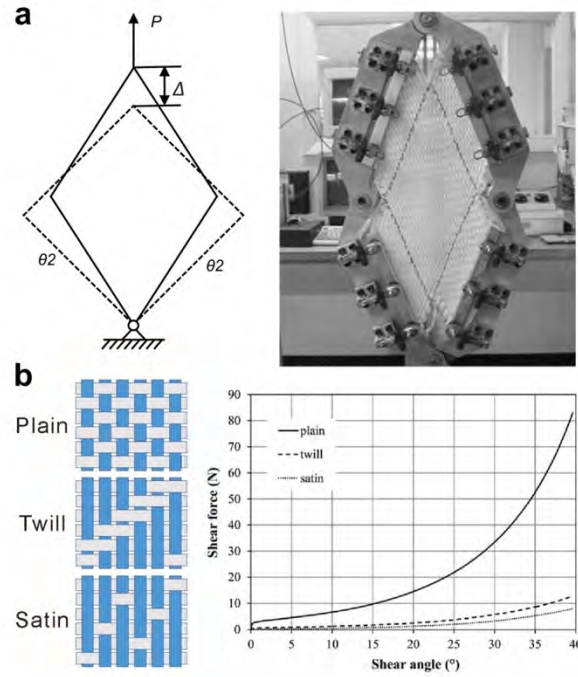 a
P
Δ
θ2
θ2
b
Plain
Twill
Satin
90
80
70
60
50
40
30
20
10
0
plain
twill
satin
Shear force (N)
0
5
10
15
20
25
30
35
40
Shear angle (°)